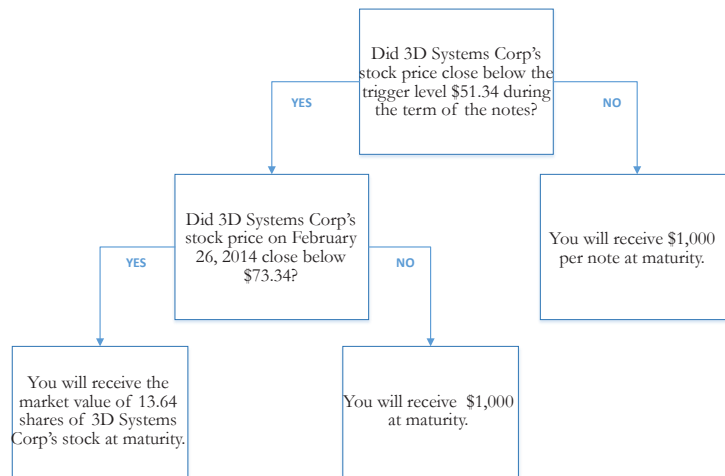 Did 3D Systems Corp's
stock price close below the
trigger level $51.34 during
the term of the notes?
YES
NO
Did 3D Systems Corp's
stock price on February
26, 2014 close below
$73.34?
You will receive $1,000
per note at maturity.
YES
NO
You will receive the
market value of 13.64
shares of 3D Systems
Corp's stock at maturity.
You will receive $1,000
at maturity.